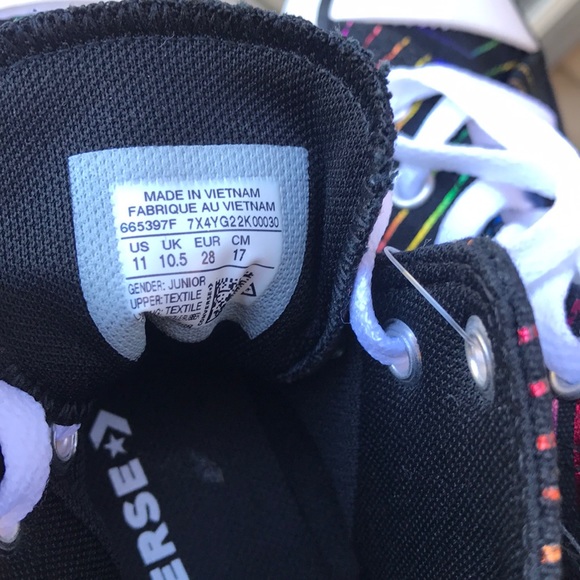 MADE IN VIETNAM
FABRIQUE AU VIETNAM
665397F 7X4YG22K00030
US UK EUR CM
11 10.5 28 17
GENDER: JUNIOR
UPPER: TEXTILE
TEXTILE
ERSE